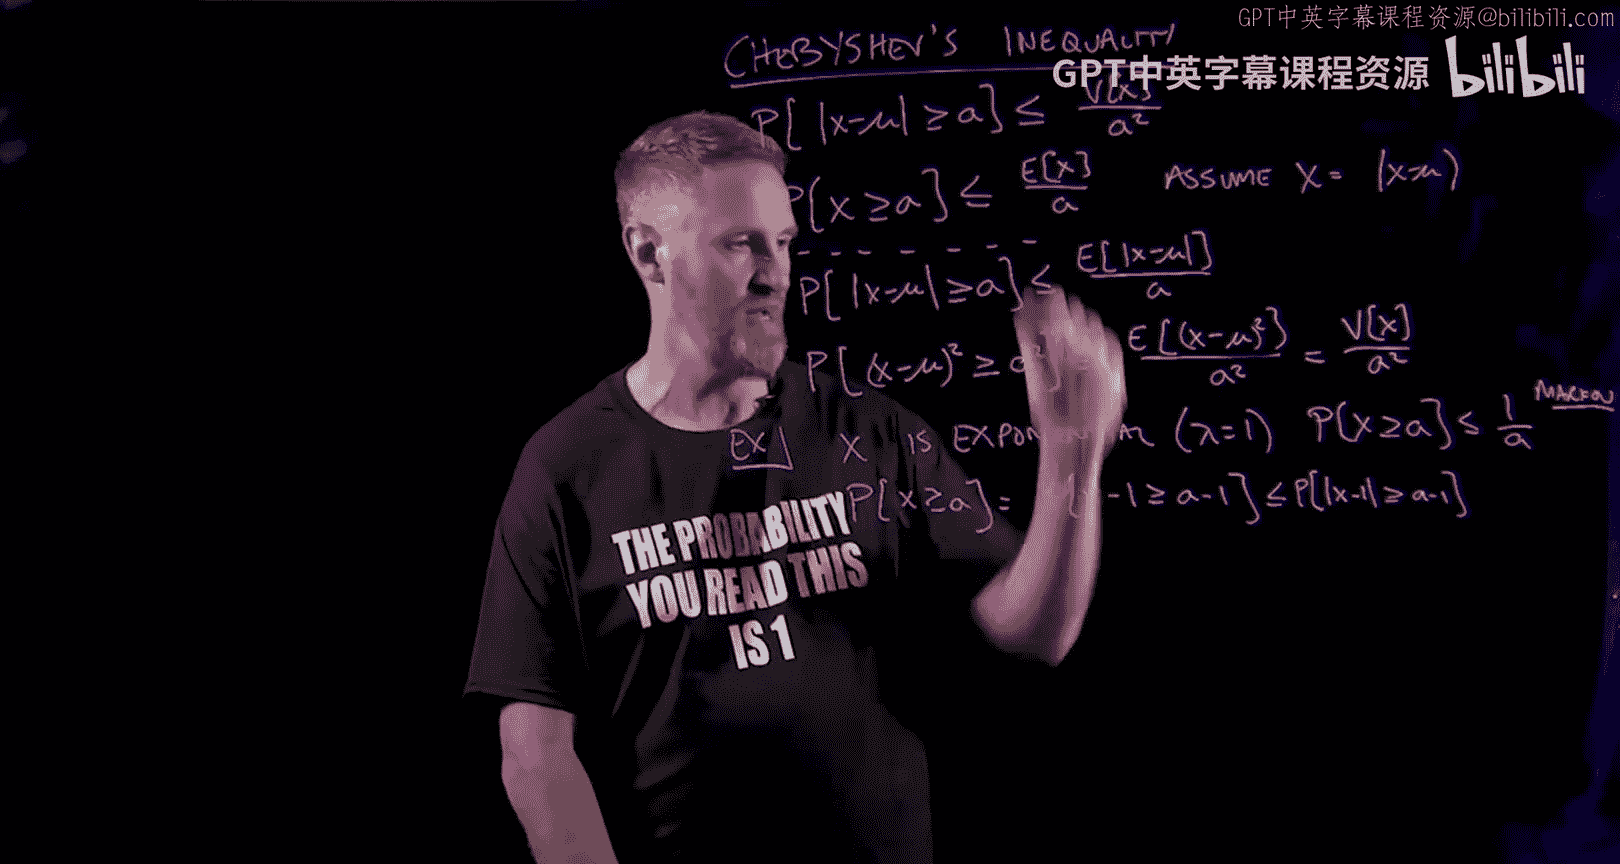 GPT中英字幕课程资源@bilibili.com
GPT中英字幕课程资源 bilibili
CHEBYSHEV'S INEQUALITY
P[ |x-μ| ≥ a ] ≤ V[x] / a²
P[ x ≥ a ] ≤ E[x] / a ASSUME X = |x-μ|
P[ |x-μ| ≥ a ] ≤ E[|x-μ|] / a
P[ (x-μ)² ≥ E[(x-μ)²] / a² = V[x] / a²
EX X IS (λ=1) P[x ≥ a] ≤ 1/a MARKOV
P[x ≥ a] = -1 ≥ a-1] ≤ P[|x-1| ≥ a-1]
THE PROBABILITY
YOU READ THIS
IS 1